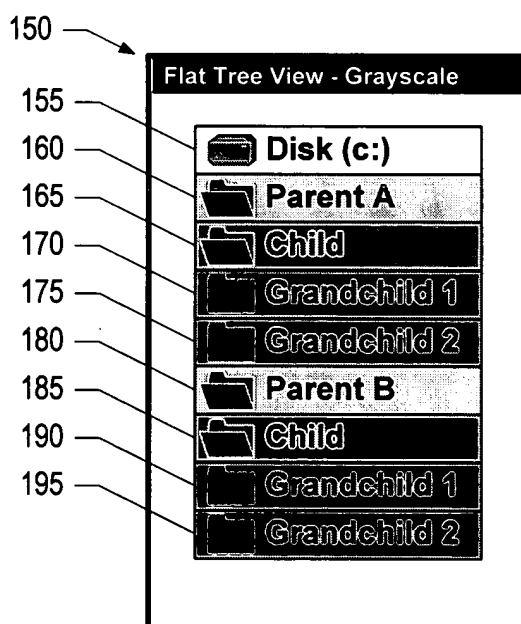 150
Flat Tree View - Grayscale
155 Disk (c:)
160 Parent A
165 Child
170 Grandchild 1
175 Grandchild 2
180 Parent B
185 Child
190 Grandchild 1
195 Grandchild 2